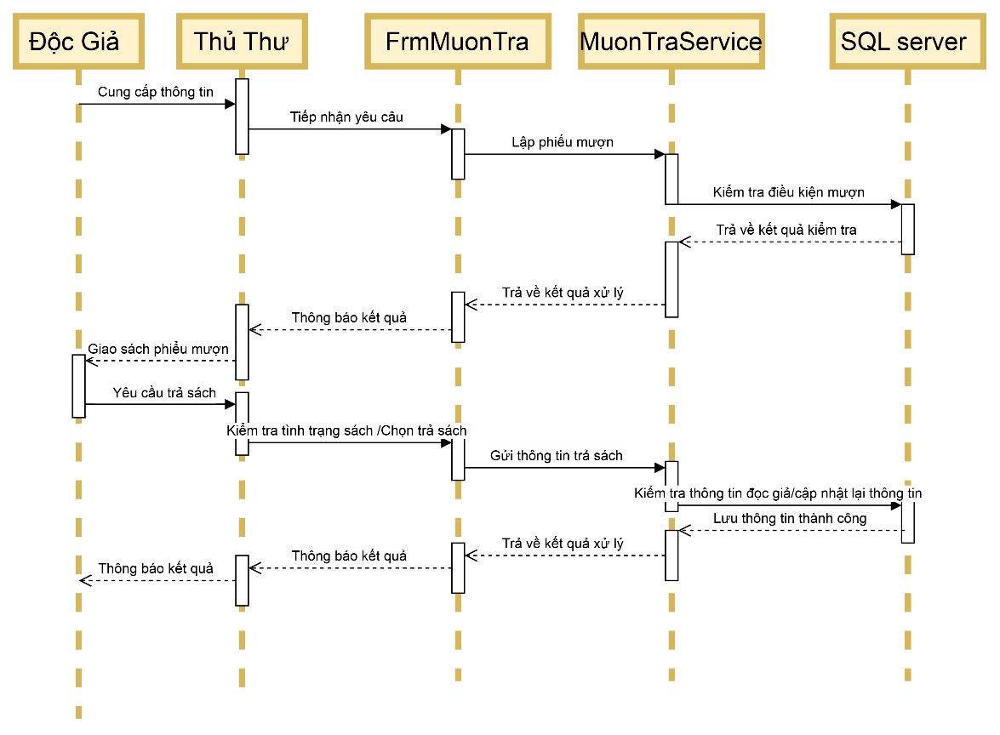 Độc Giả
Thủ Thư
FrmMuonTra
MuonTraService
SQL server
Cung cấp thông tin
Tiếp nhận yêu câu
Lập phiếu mượn
Kiểm tra điều kiện mượn
Trả về kết quả kiểm tra
Trả về kết quả xử lý
Thông báo kết quả
Giao sách phiểu mượn
Yêu cầu trả sách
Kiểm tra tình trạng sách /Chọn trả sách
Gửi thông tin trả sách
Kiểm tra thông tin đọc giả/cập nhật lại thông tin
Lưu thông tin thành công
Trả về kết quả xử lý
Thông báo kết quả
Thông báo kết quả